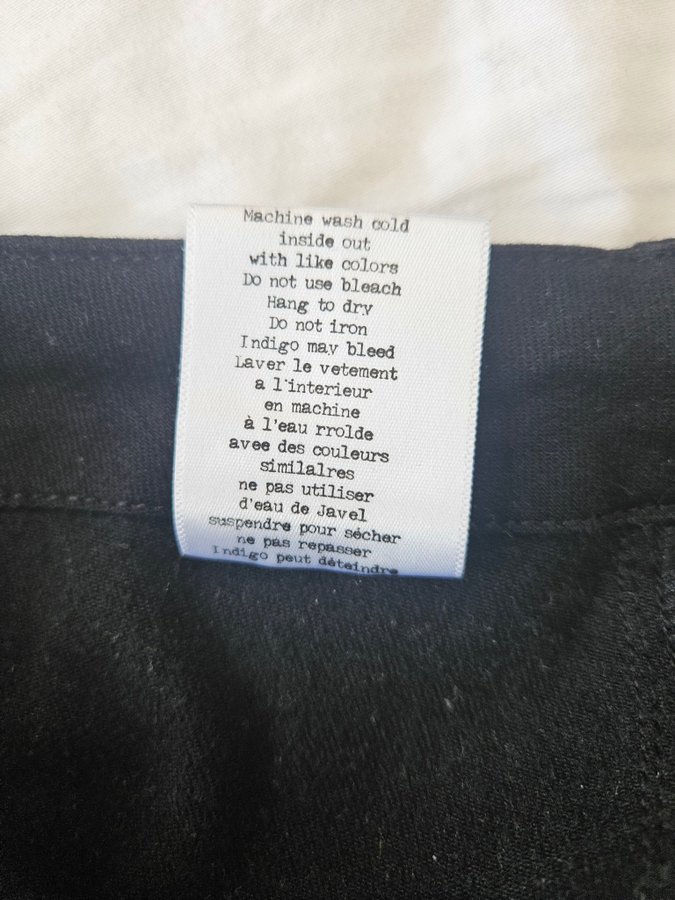 Machine wash cold
inside out
with like colors
Do not use bleach
Hang to dry
Do not iron
Indigo may bleed
Laver le vetement
a l'interieur
en machine
à l'eau rrolde
avee des couleurs
similalres
ne pas utiliser
d'eau de Javel
suspendre pour sécher
ne pas repasser
Indigo peut déteindre